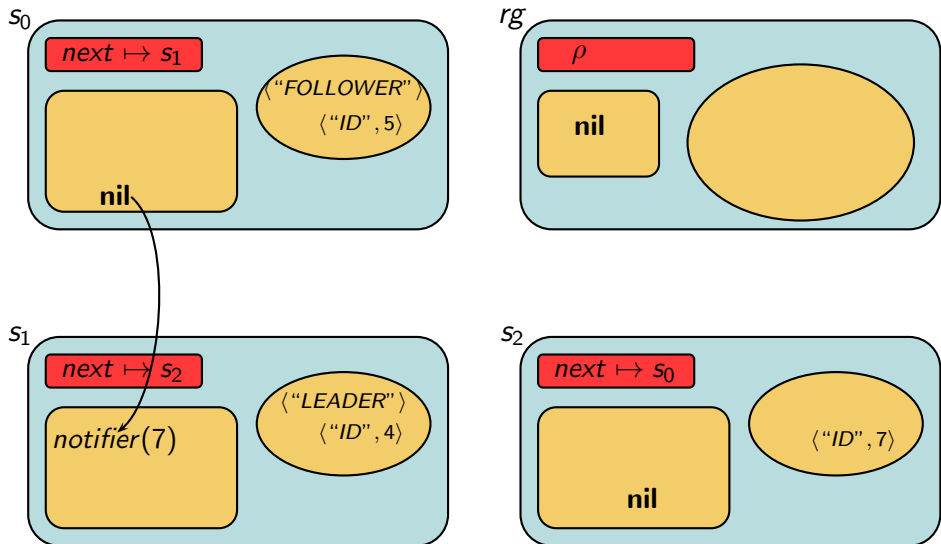 s₀
next ↦ s₁
⟨“FOLLOWER”⟩
⟨“ID”, 5⟩
nil
rg
ρ
nil
s₁
next ↦ s₂
⟨“LEADER”⟩
⟨“ID”, 4⟩
notifier(7)
s₂
next ↦ s₀
⟨“ID”, 7⟩
nil